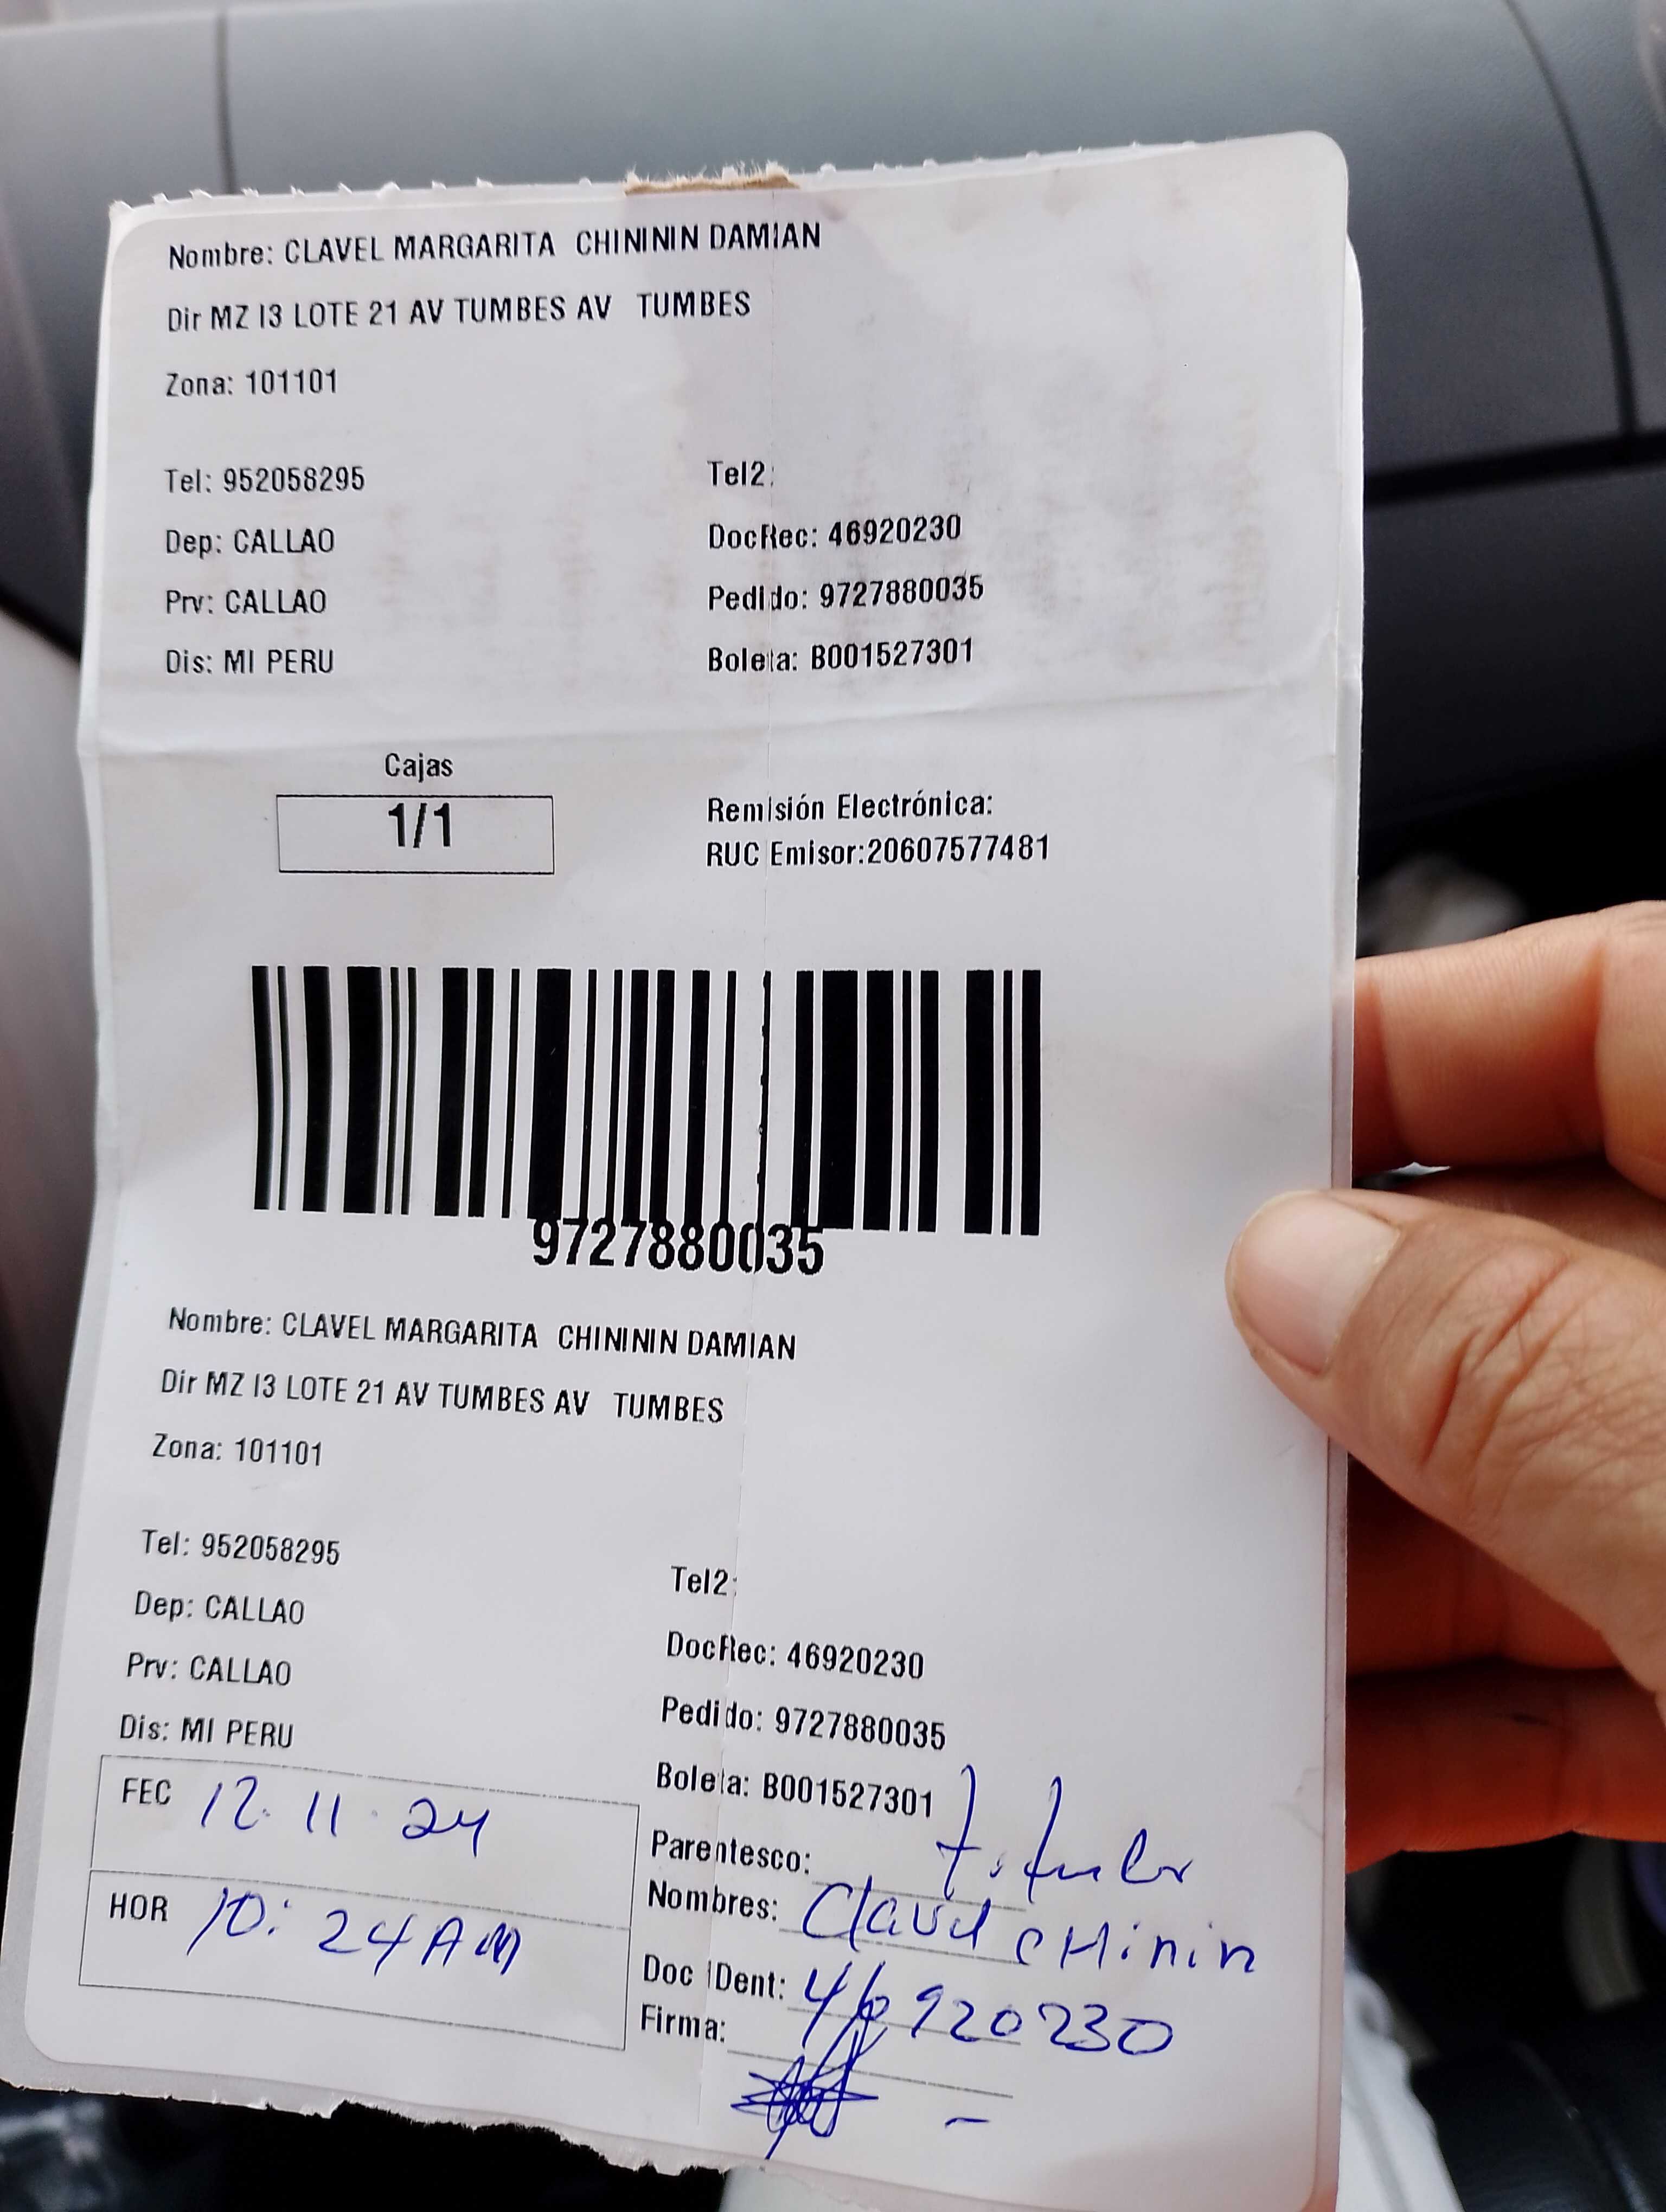 Nombre: CLAVEL MARGARITA CHINININ DAMIAN
Dir MZ I3 LOTE 21 AV TUMBES AV TUMBES
Zona: 101101
Tel: 952058295
Tel2:
Dep: CALLAO
DocRec: 46920230
Prv: CALLAO
Pedido: 9727880035
Dis: MI PERU
Boleta: B001527301
Cajas
1/1
Remisión Electrónica:
RUC Emisor:20607577481
9727880035
Nombre: CLAVEL MARGARITA CHINININ DAMIAN
Dir MZ I3 LOTE 21 AV TUMBES AV TUMBES
Zona: 101101
Tel: 952058295
Tel2:
Dep: CALLAO
DocRec: 46920230
Prv: CALLAO
Pedido: 9727880035
Dis: MI PERU
Boleta: B001527301
FEC 12.11.24
Parentesco: titular
HOR 10:24AM
Nombres: Clavel CHinin
Doc IDent: 46920230
Firma: